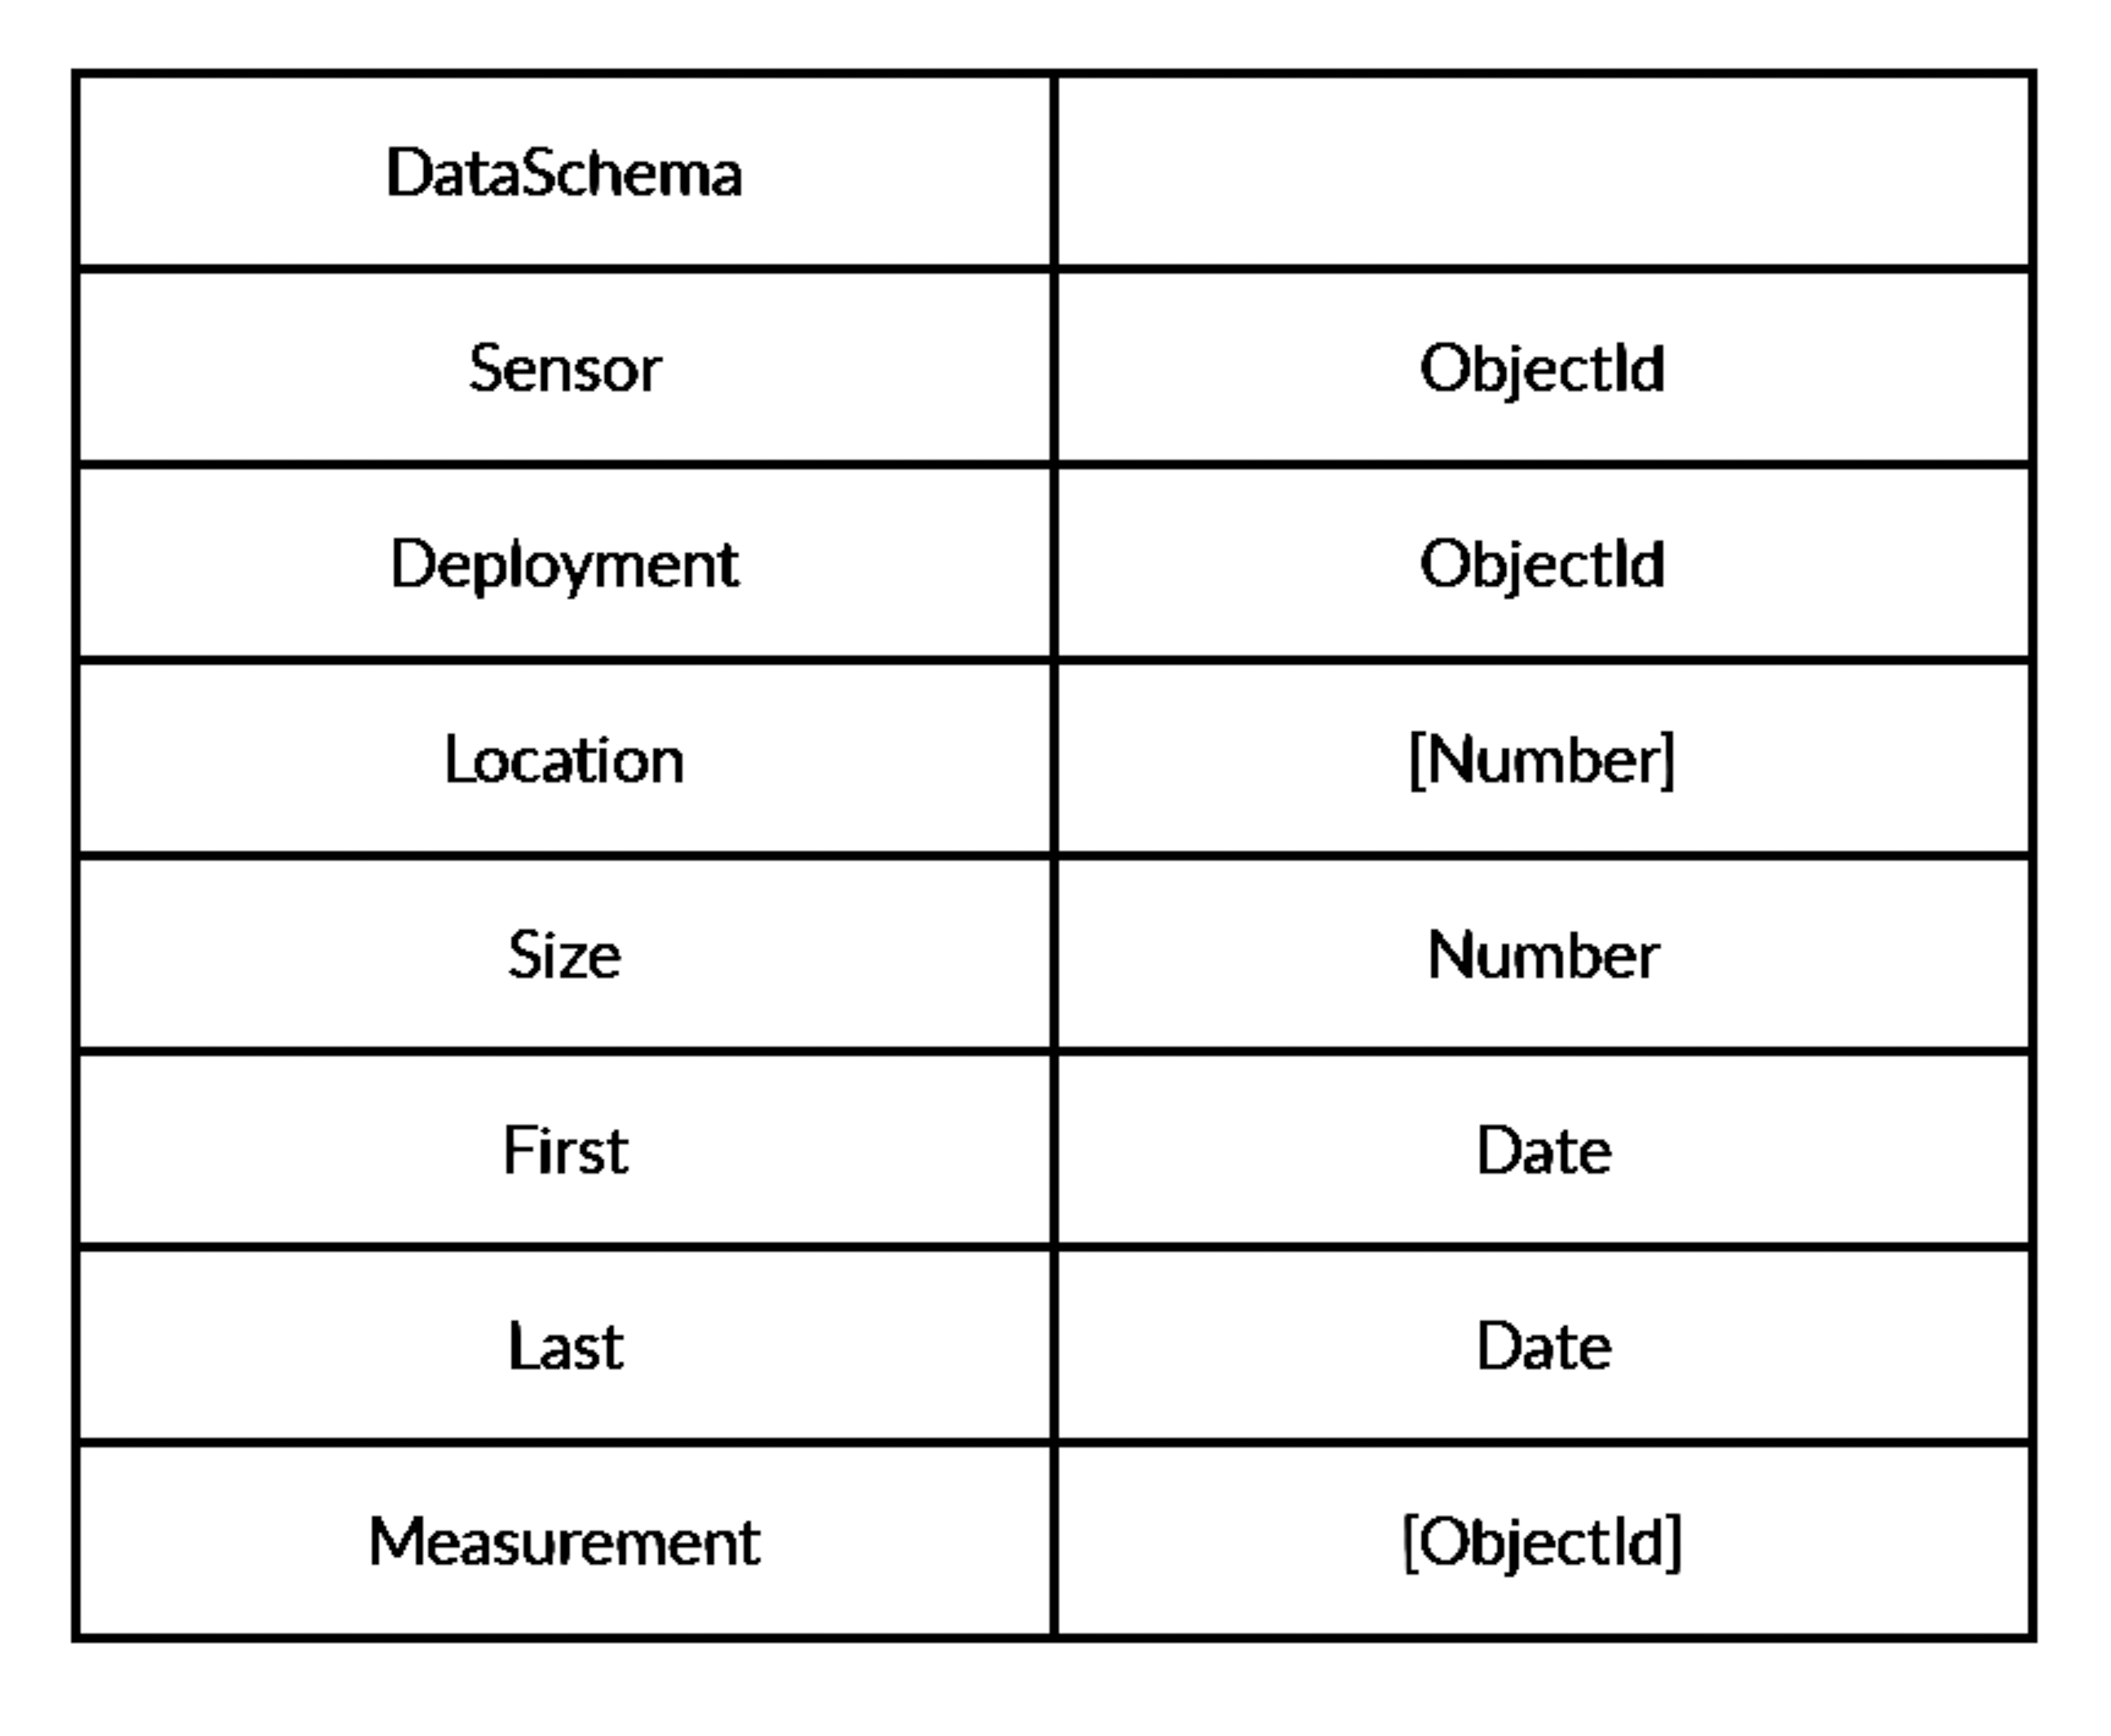 DataSchema
Sensor ObjectId
Deployment ObjectId
Location [Number]
Size Number
First Date
Last Date
Measurement [ObjectId]